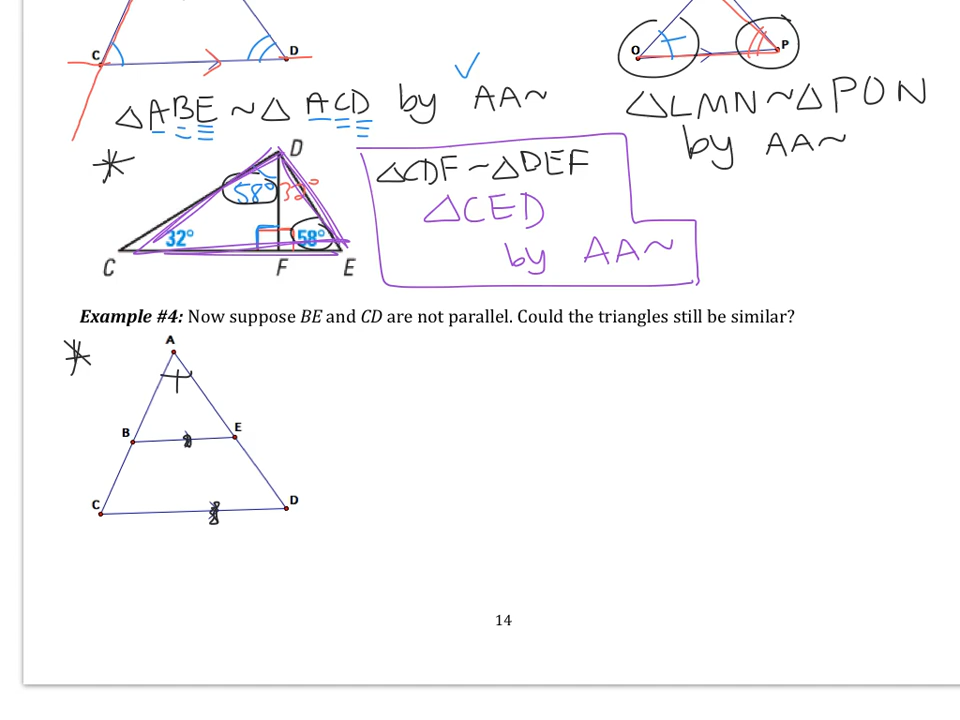 C D
O P
△ABE ~ △ACD by AA~
△LMN ~ △PON
by AA~
D
58° 32°
△CDF ~ △DEF
△CED
by AA~
32° 58°
C F E
Example #4: Now suppose BE and CD are not parallel. Could the triangles still be similar?
A
B E
C D
14